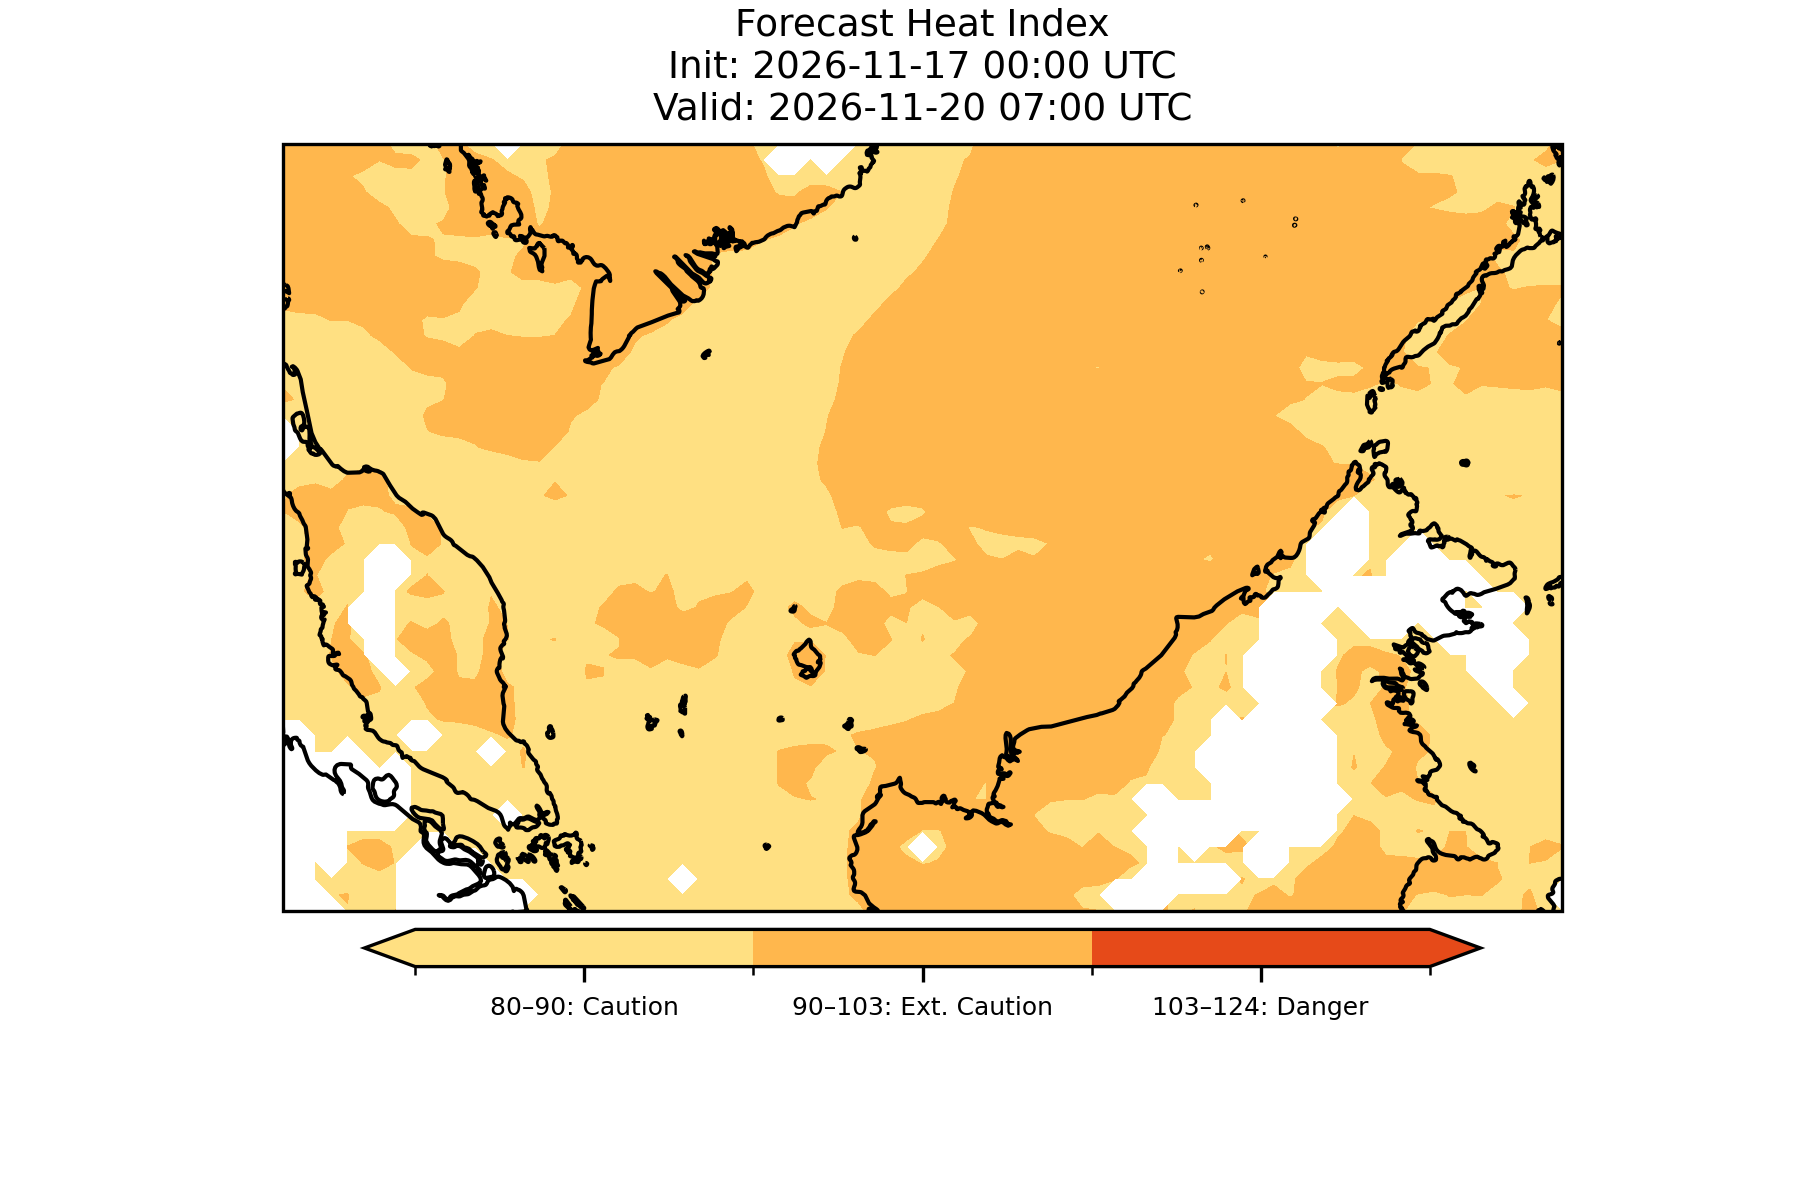 Forecast Heat Index
Init: 2026-11-17 00:00 UTC
Valid: 2026-11-20 07:00 UTC
80–90: Caution
90–103: Ext. Caution
103–124: Danger